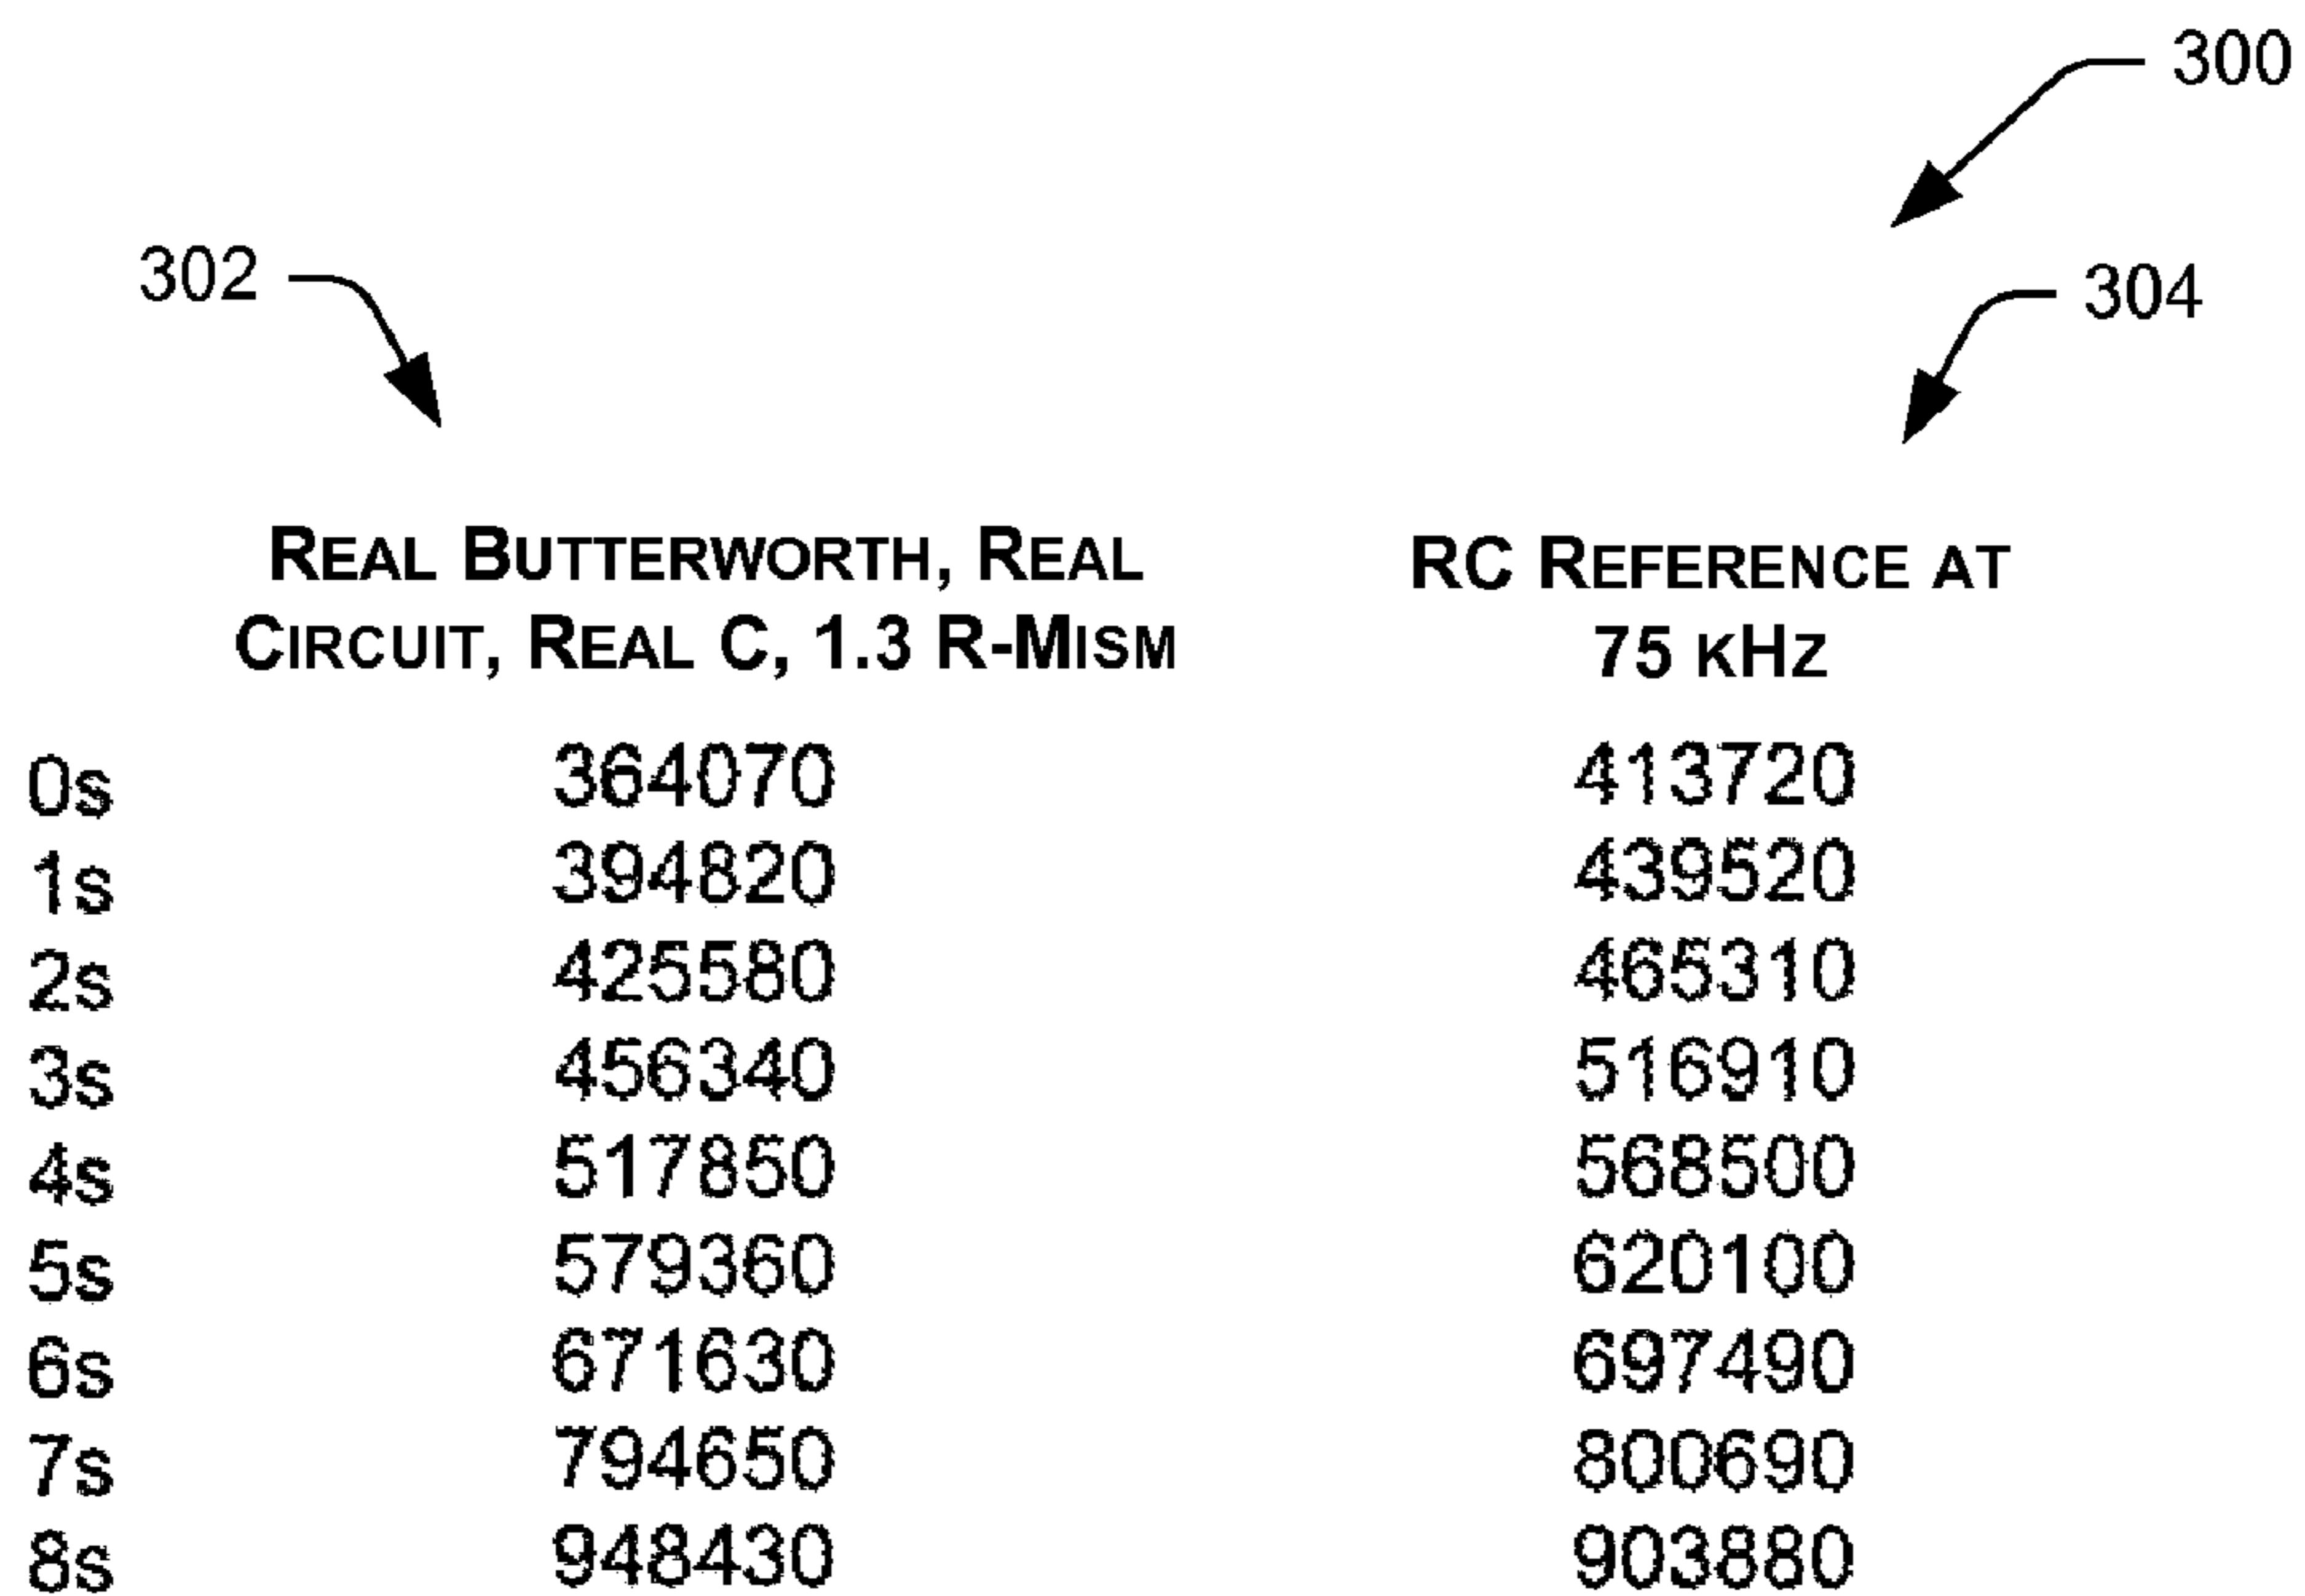 300
302
304
REAL BUTTERWORTH, REAL CIRCUIT, REAL C, 1.3 R-MISM
RC REFERENCE AT 75 KHZ
0s 364070 413720
1s 394820 439520
2s 425580 465310
3s 456340 516910
4s 517850 568500
5s 579360 620100
6s 671630 697490
7s 794650 800690
8s 948430 903880